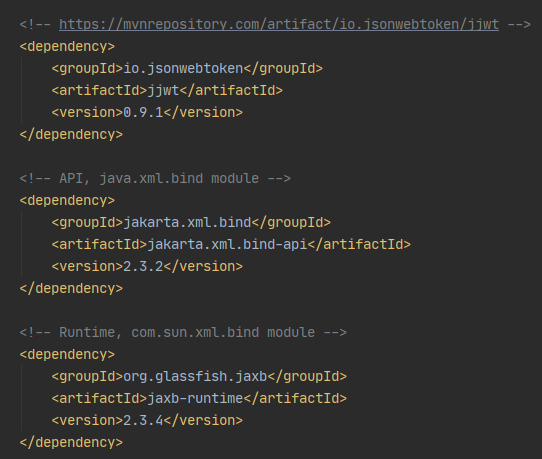 <!-- https://mvnrepository.com/artifact/io.jsonwebtoken/jjwt -->
<dependency>
    <groupId>io.jsonwebtoken</groupId>
    <artifactId>jjwt</artifactId>
    <version>0.9.1</version>
</dependency>

<!-- API, java.xml.bind module -->
<dependency>
    <groupId>jakarta.xml.bind</groupId>
    <artifactId>jakarta.xml.bind-api</artifactId>
    <version>2.3.2</version>
</dependency>

<!-- Runtime, com.sun.xml.bind module -->
<dependency>
    <groupId>org.glassfish.jaxb</groupId>
    <artifactId>jaxb-runtime</artifactId>
    <version>2.3.4</version>
</dependency>